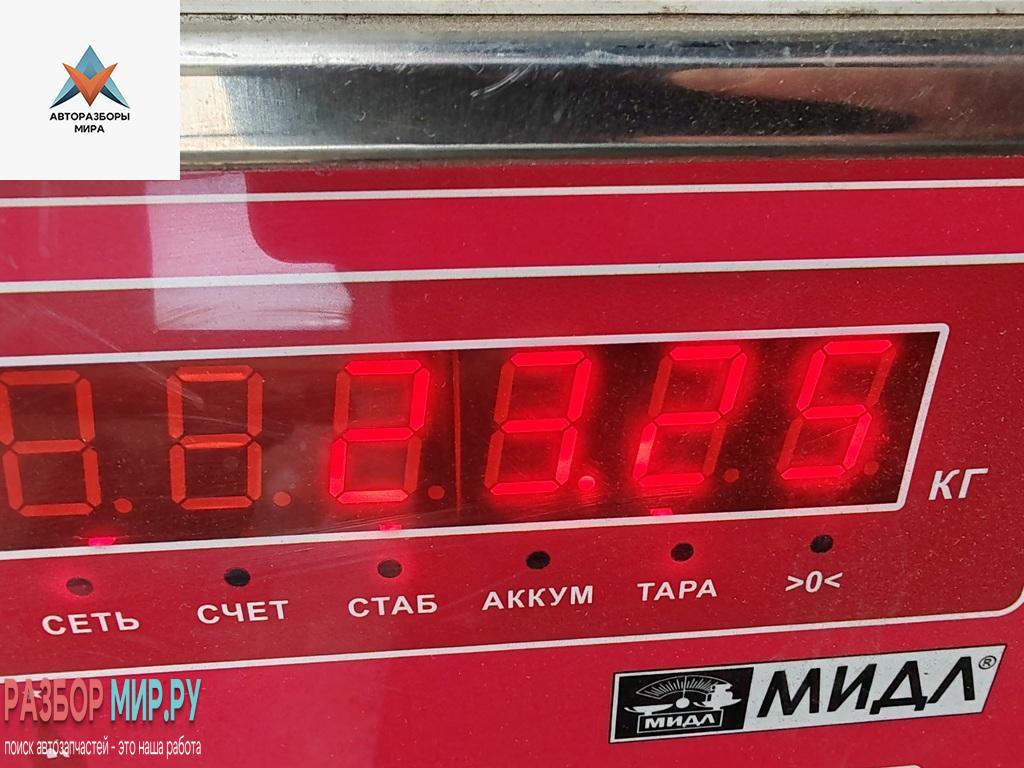 АВТОРАЗБОРЫ
МИРА
27.25
КГ
СЕТЬ СЧЕТ СТАБ АККУМ ТАРА >0<
МИДЛ МИДЛ®
РАЗБОР МИР.РУ
поиск автозапчастей - это наша работа